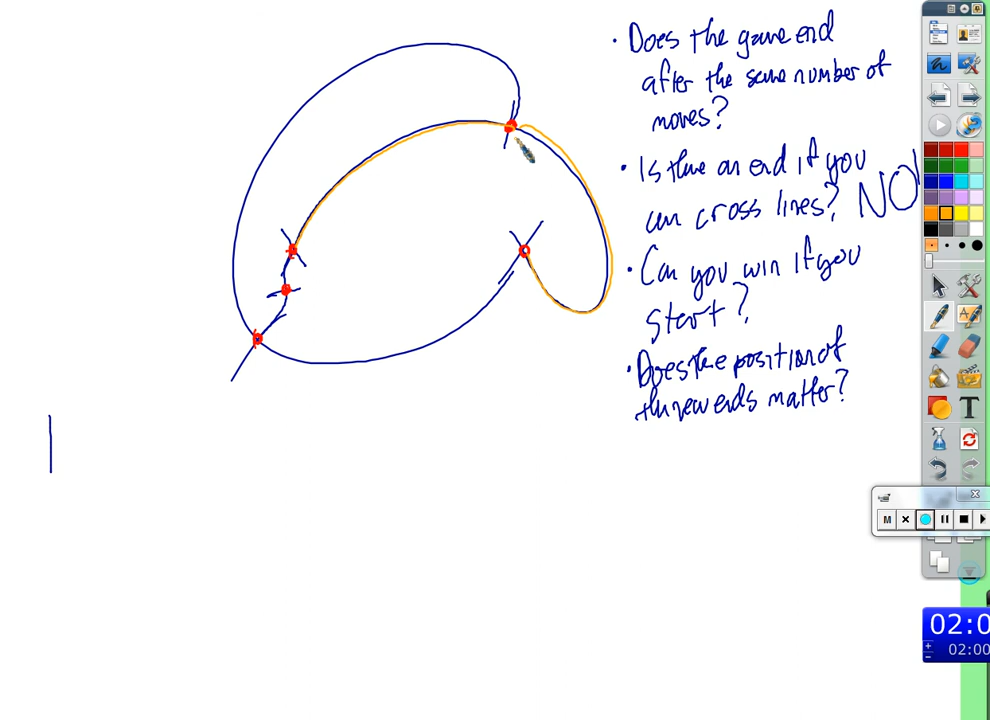 · Does the game end
after the same number of
moves?
· Is there an end if you
can cross lines? NO!
· Can you win if you
start?
· Does the position of
the new ends matter?
M
T
02:0
02:00